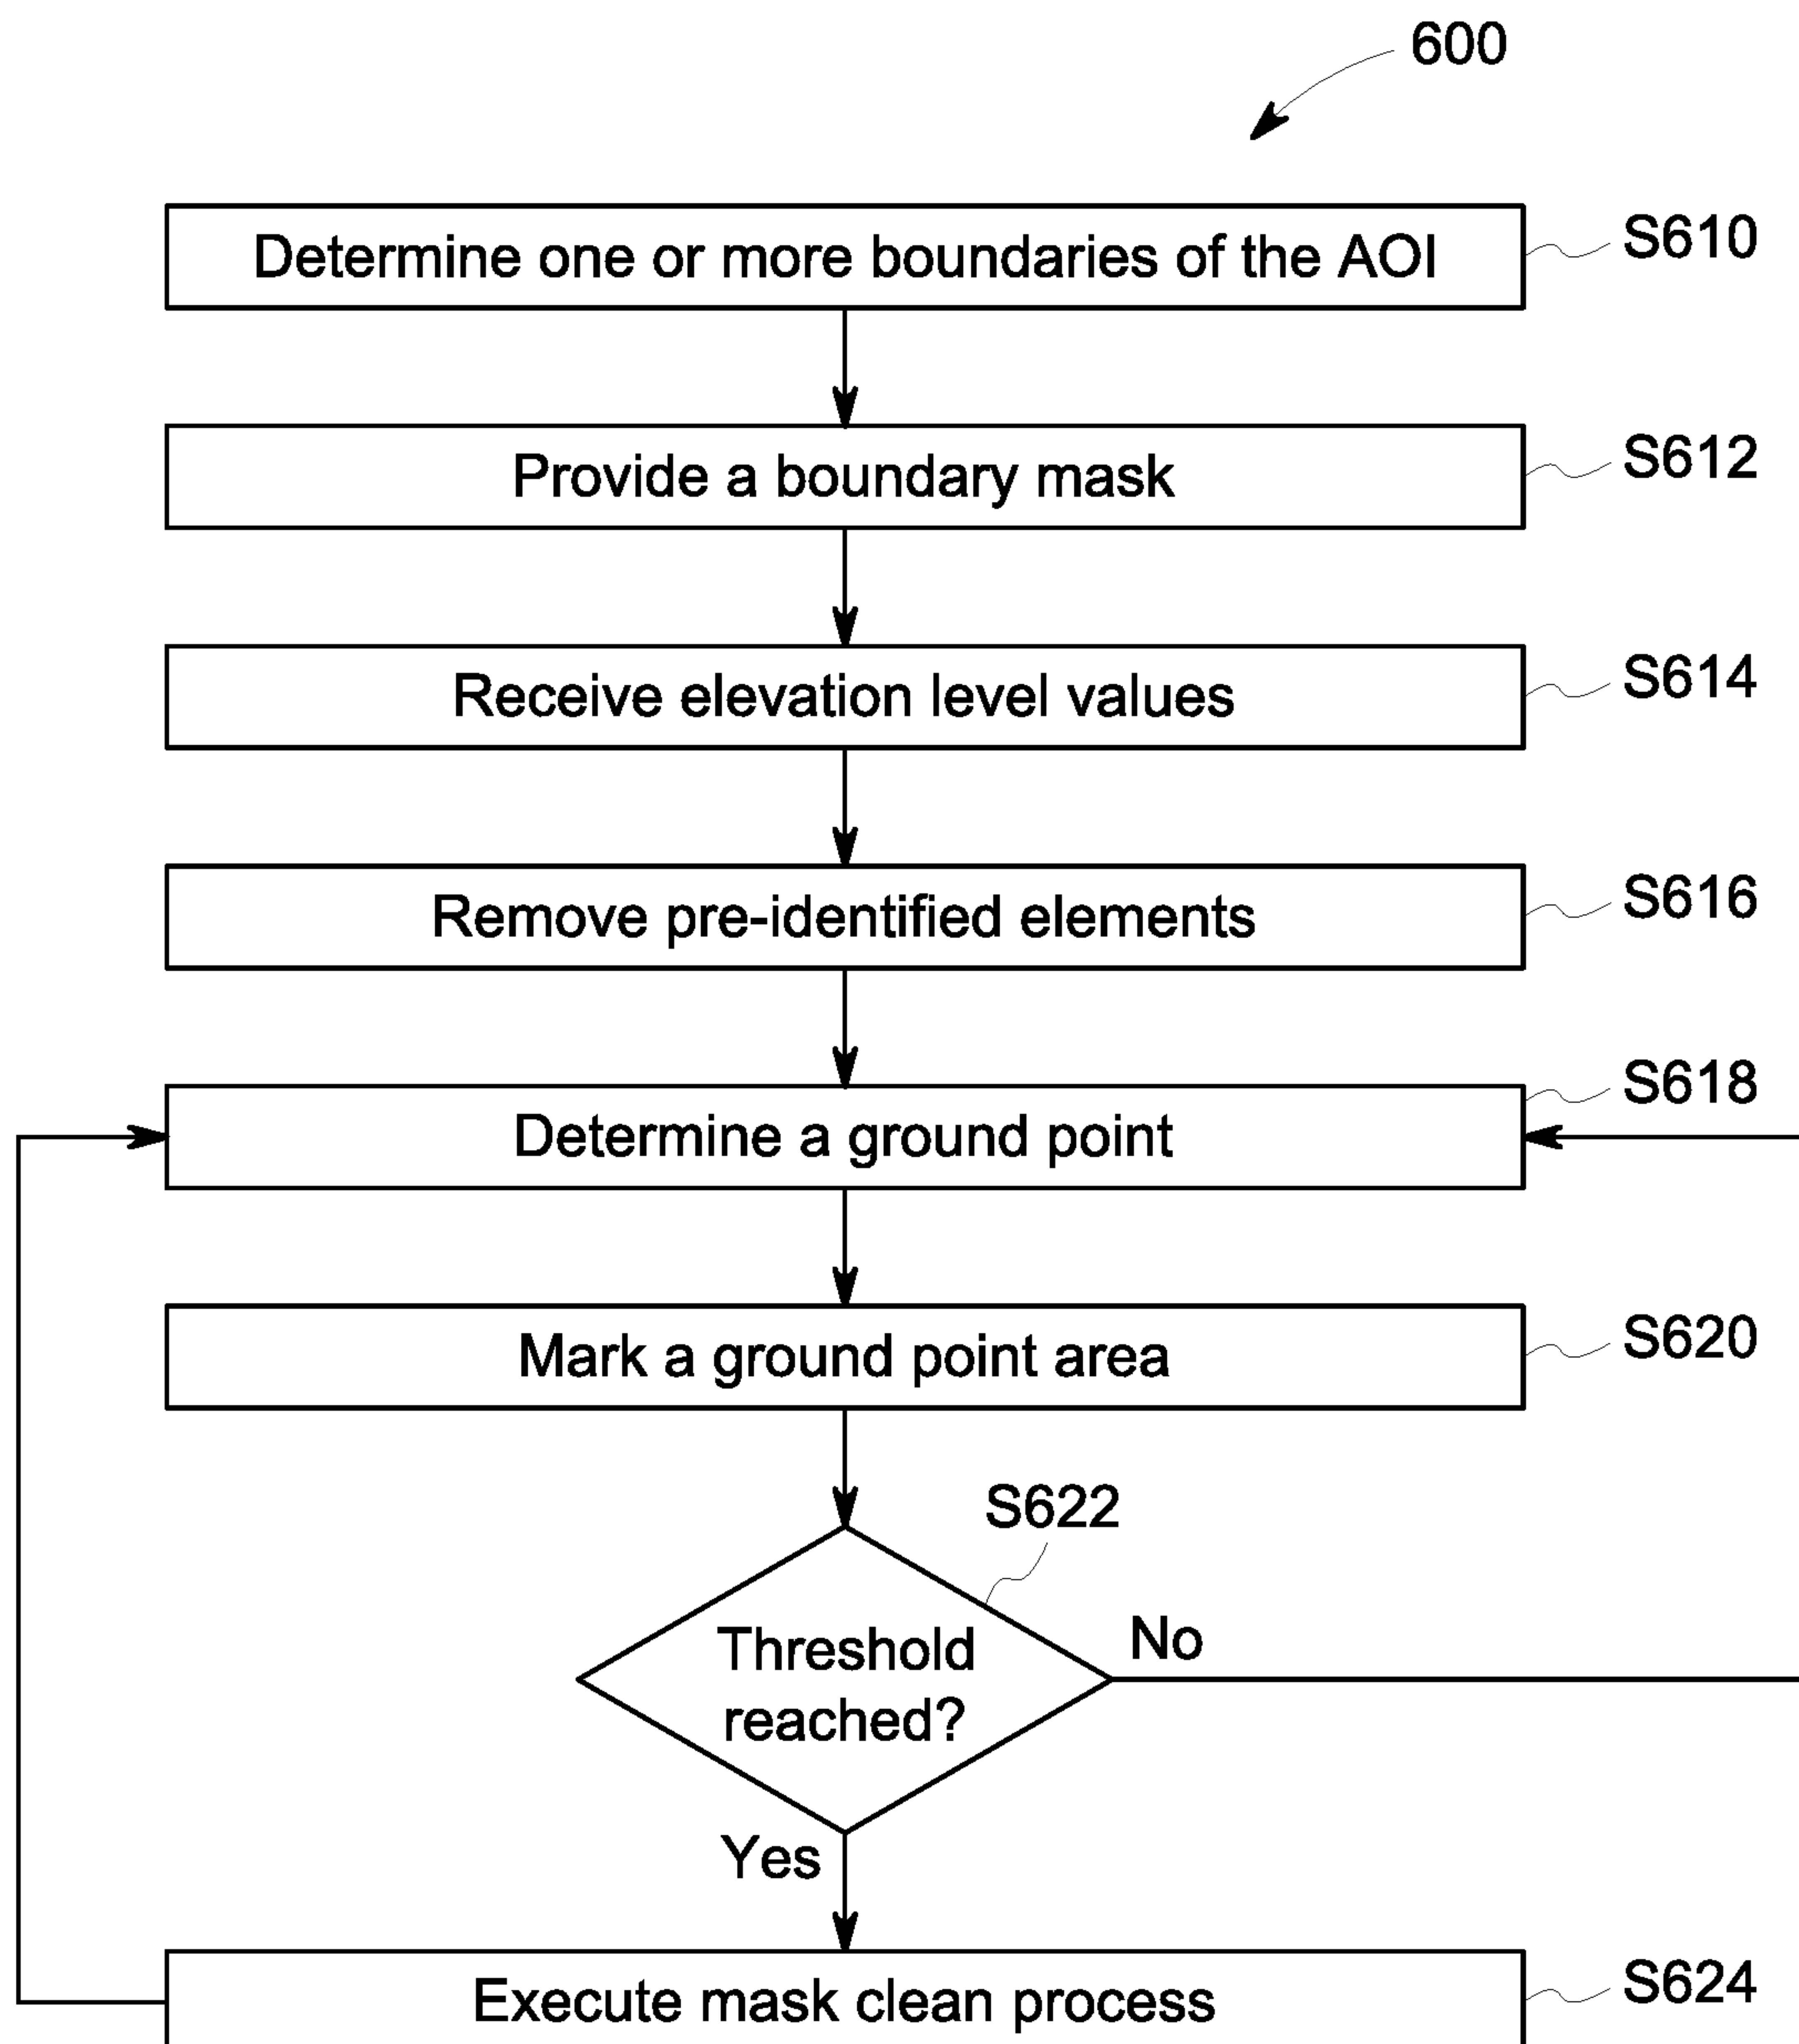 600
Determine one or more boundaries of the AOI
S610
Provide a boundary mask
S612
Receive elevation level values
S614
Remove pre-identified elements
S616
Determine a ground point
S618
Mark a ground point area
S620
S622
Threshold
reached?
No
Yes
Execute mask clean process
S624